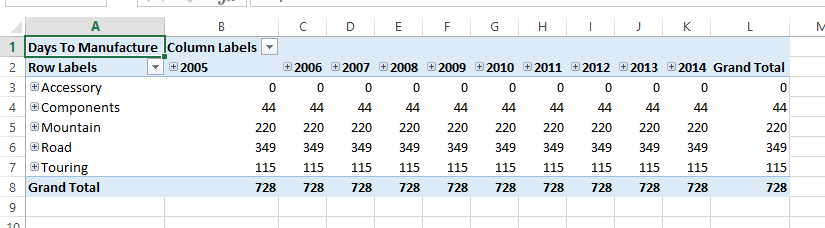 A B C D E F G H I J K L
1 Days To Manufacture Column Labels
2 Row Labels 2005 2006 2007 2008 2009 2010 2011 2012 2013 2014 Grand Total
3 Accessory 0 0 0 0 0 0 0 0 0 0 0
4 Components 44 44 44 44 44 44 44 44 44 44 44
5 Mountain 220 220 220 220 220 220 220 220 220 220 220
6 Road 349 349 349 349 349 349 349 349 349 349 349
7 Touring 115 115 115 115 115 115 115 115 115 115 115
8 Grand Total 728 728 728 728 728 728 728 728 728 728 728
9